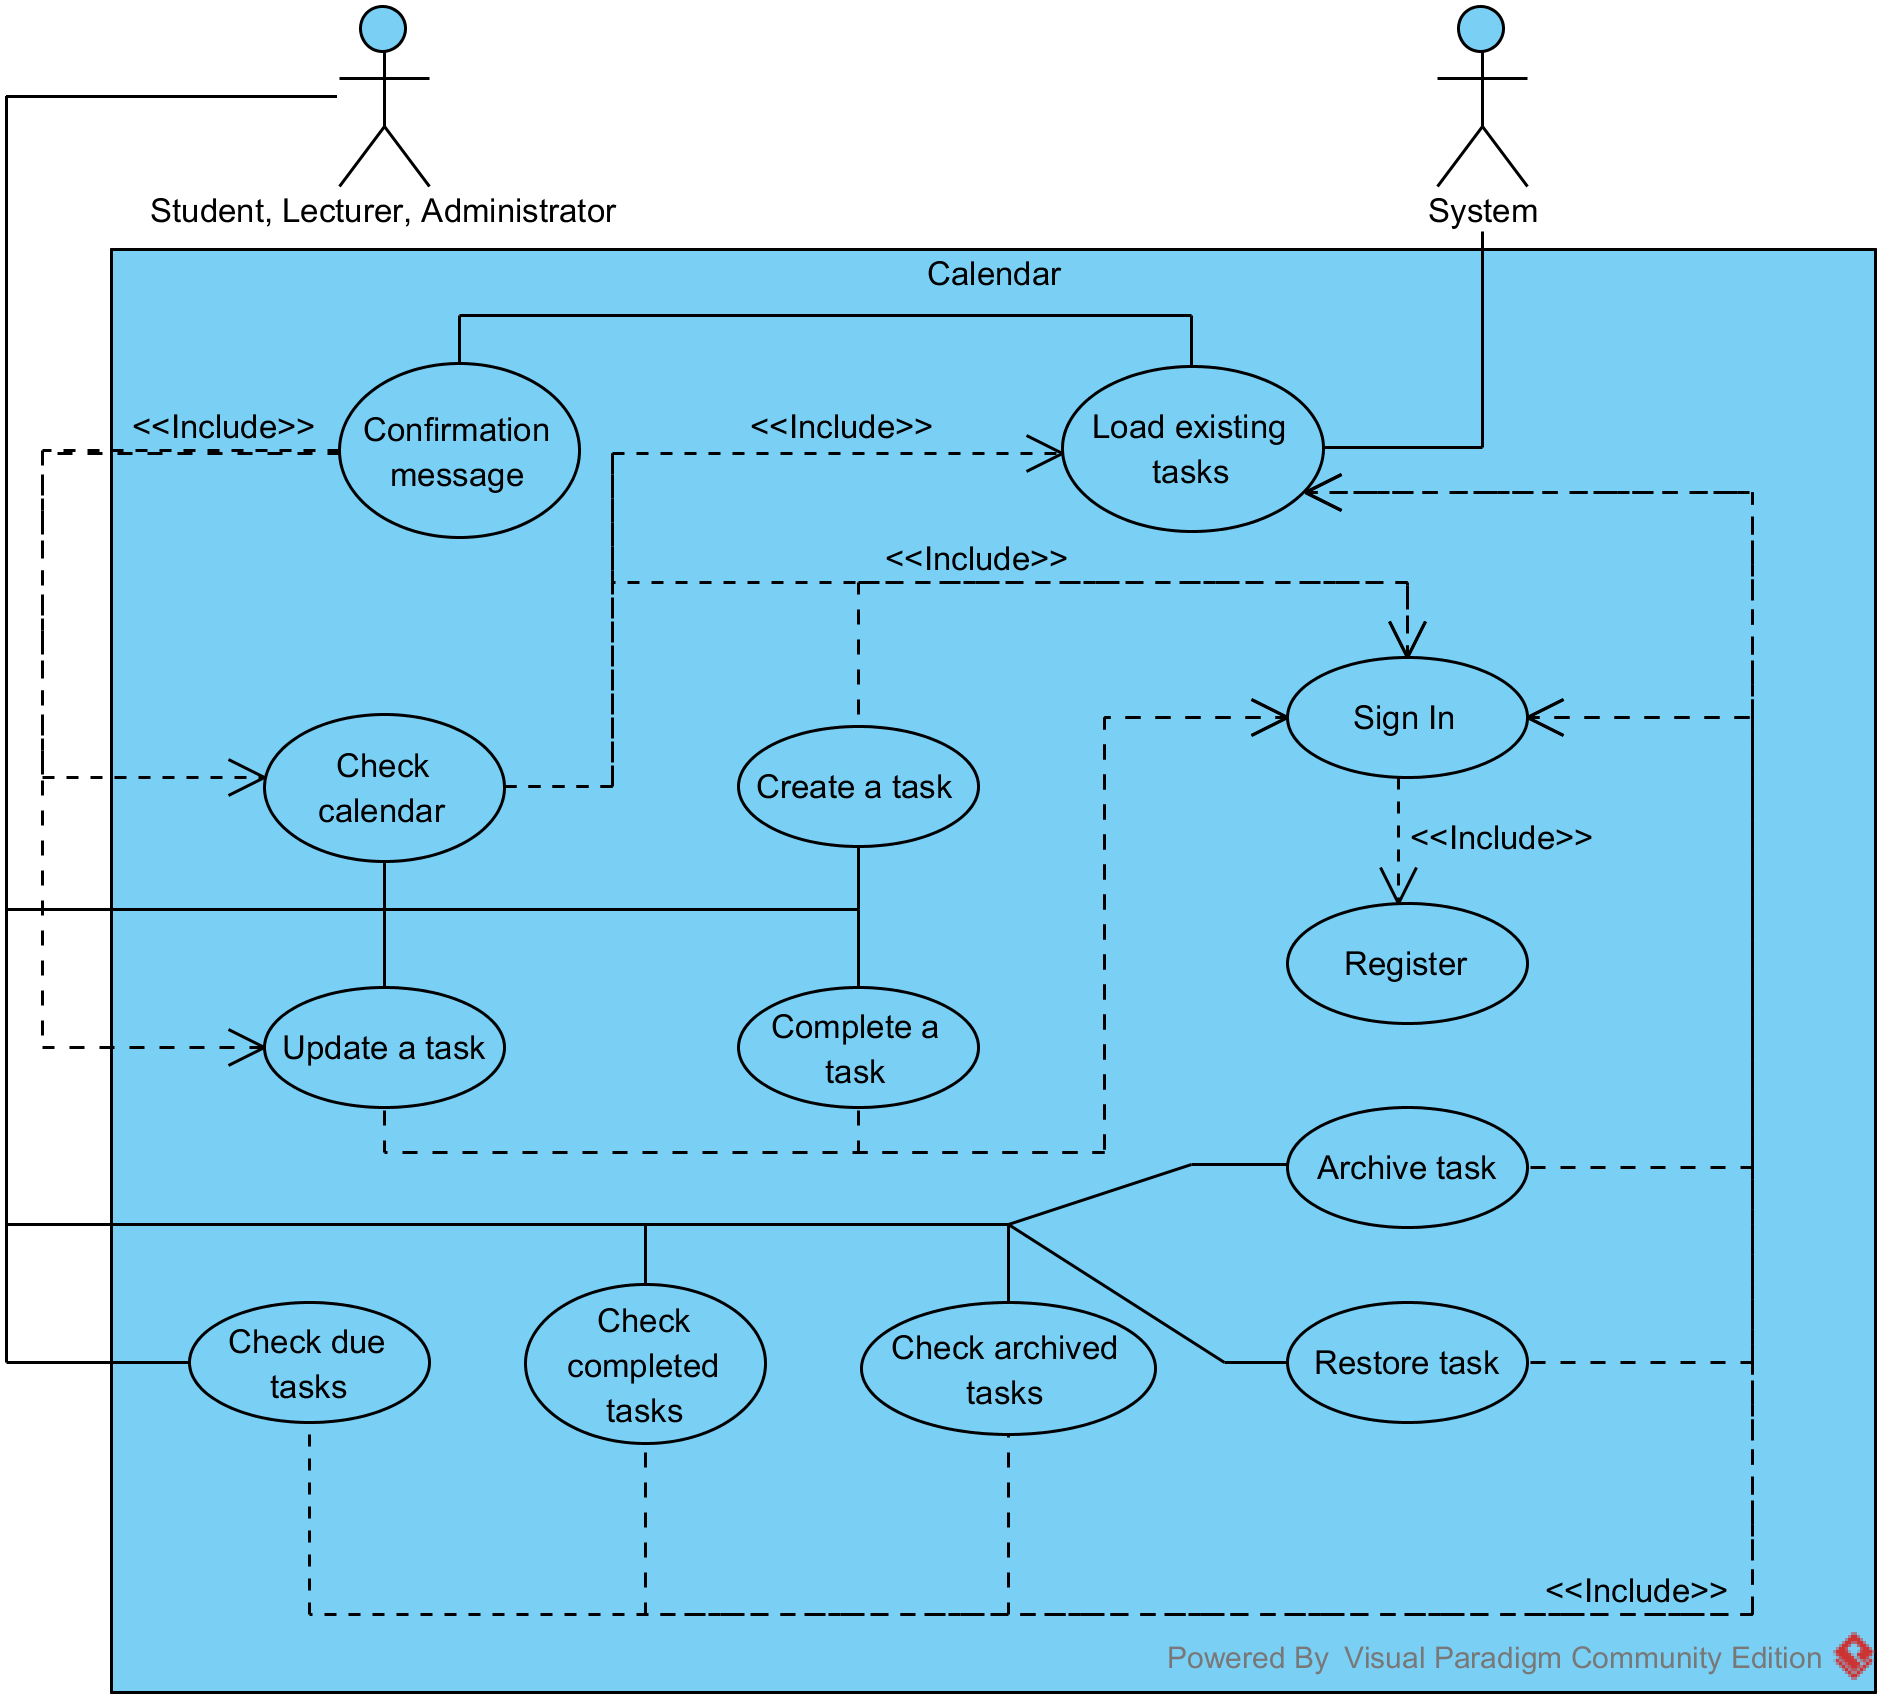 Student, Lecturer, Administrator
System
Calendar
<<Include>>
Confirmation
message
<<Include>>
Load existing
tasks
<<Include>>
Sign In
Check
calendar
Create a task
<<Include>>
Register
Update a task
Complete a
task
Archive task
Check due
tasks
Check
completed
tasks
Check archived
tasks
Restore task
<<Include>>
Powered By Visual Paradigm Community Edition